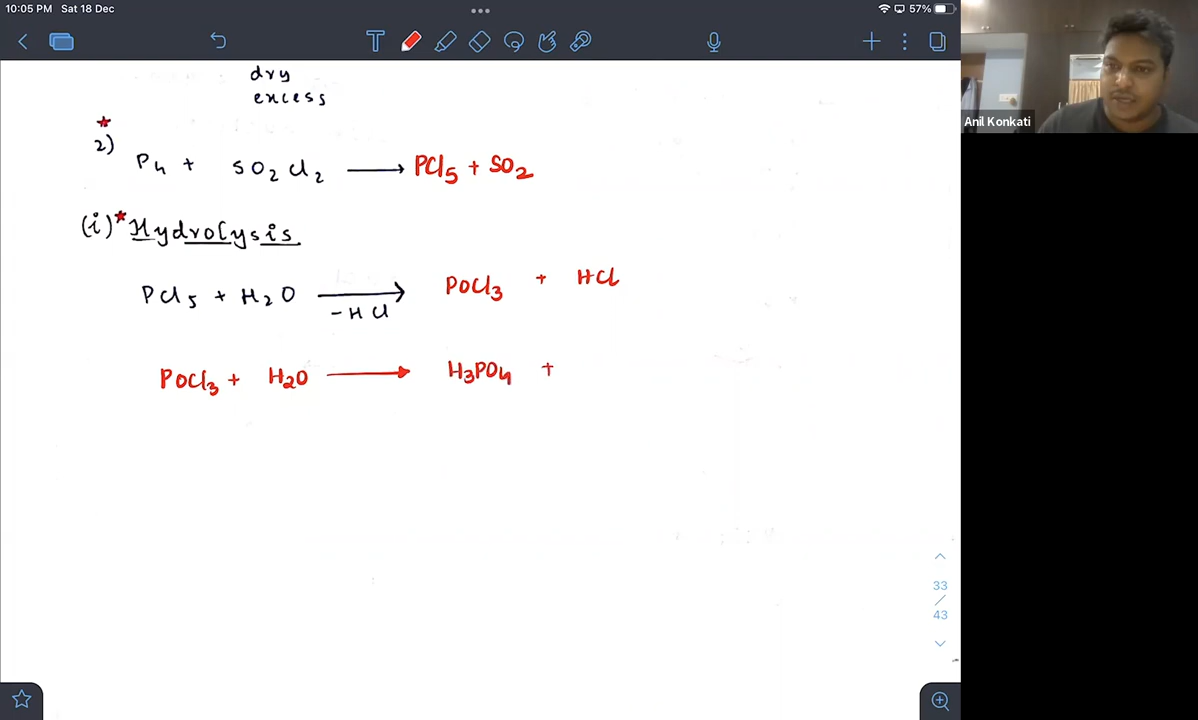 10:05 PM Sat 18 Dec
57%
Anil Konkati
dry
excess
2) P4 + SO2Cl2 → PCl5 + SO2
(i) Hydrolysis
PCl5 + H2O → POCl3 + HCl
-HCl
POCl3 + H2O → H3PO4 +
33
/
43